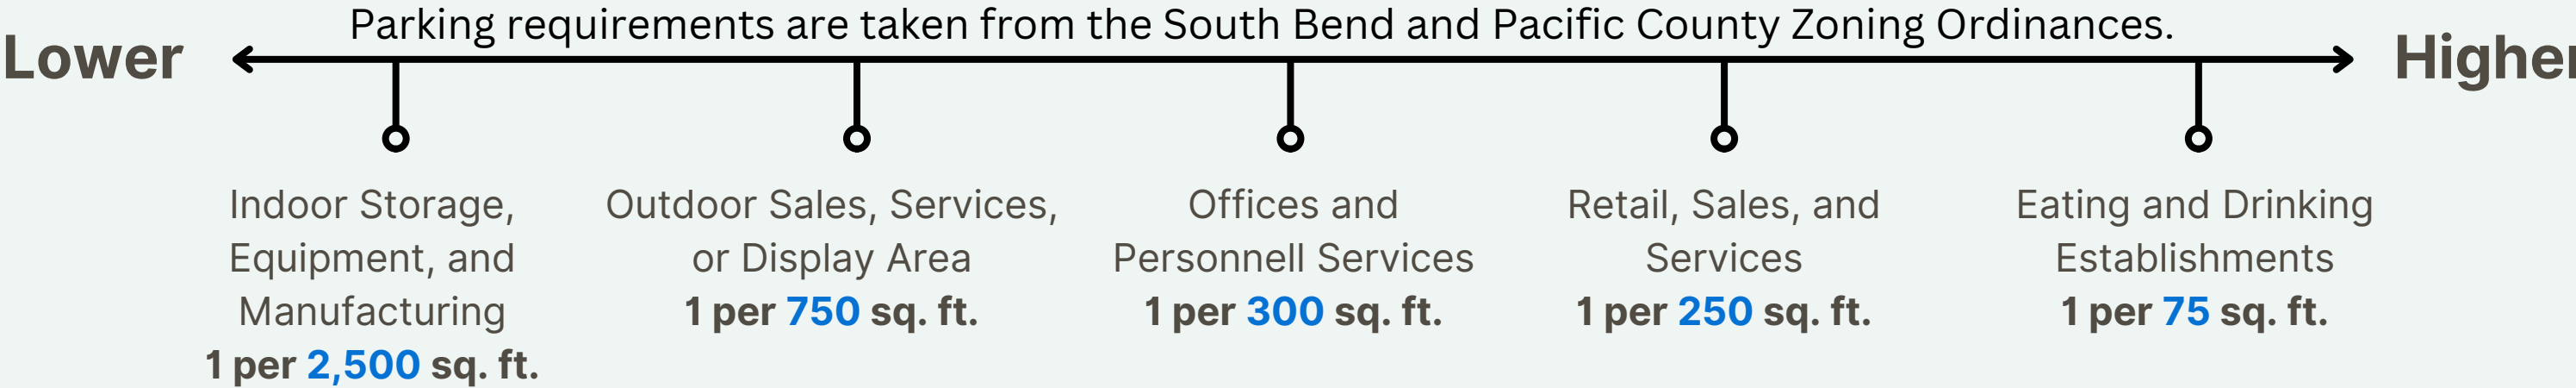 Parking requirements are taken from the South Bend and Pacific County Zoning Ordinances.
Lower
Higher
Indoor Storage,
Equipment, and
Manufacturing
1 per 2,500 sq. ft.
Outdoor Sales, Services,
or Display Area
1 per 750 sq. ft.
Offices and
Personnell Services
1 per 300 sq. ft.
Retail, Sales, and
Services
1 per 250 sq. ft.
Eating and Drinking
Establishments
1 per 75 sq. ft.